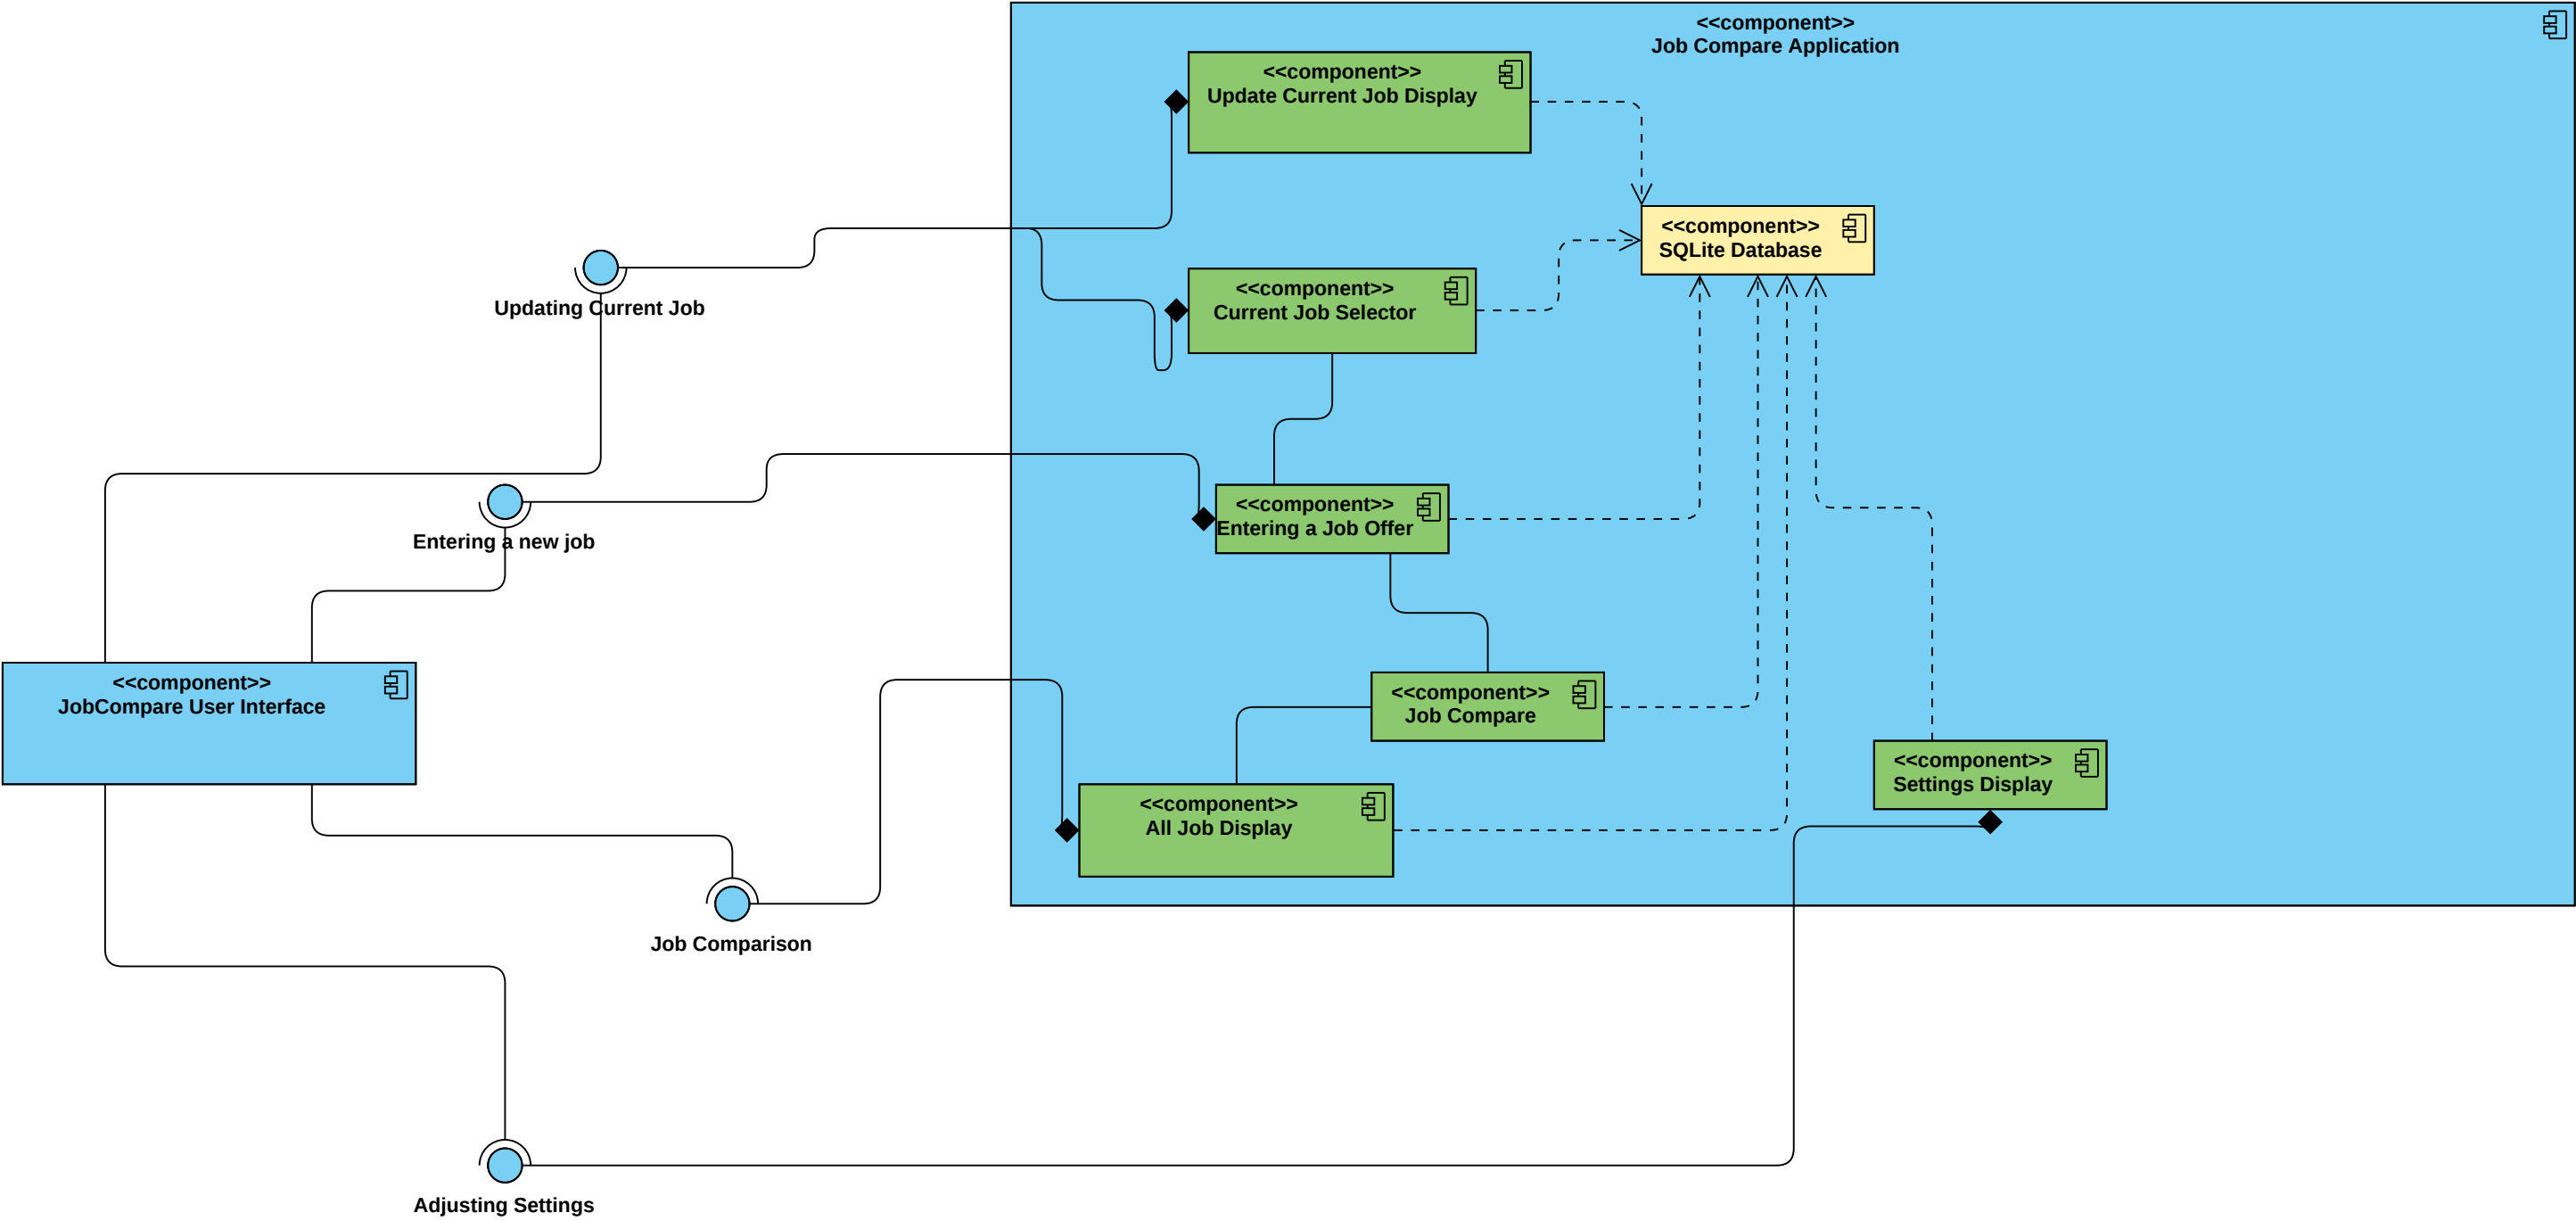 <<component>>
Job Compare Application
<<component>>
Update Current Job Display
<<component>>
SQLite Database
<<component>>
Current Job Selector
Updating Current Job
<<component>>
Entering a Job Offer
Entering a new job
<<component>>
JobCompare User Interface
<<component>>
Job Compare
<<component>>
Settings Display
<<component>>
All Job Display
Job Comparison
Adjusting Settings